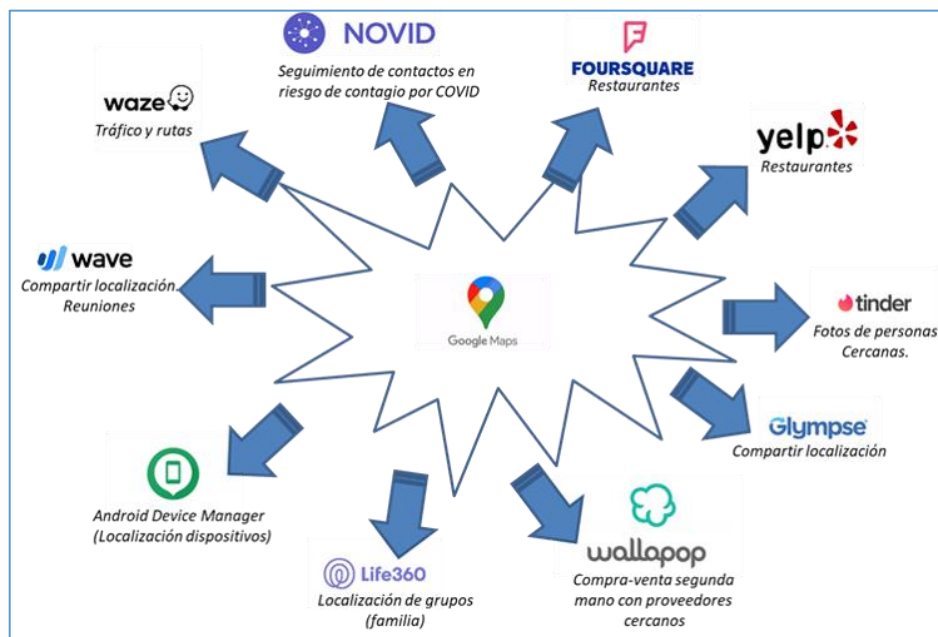 NOVID
Seguimiento de contactos en
riesgo de contagio por COVID
FOURSQUARE
Restaurantes
waze
Tráfico y rutas
yelp
Restaurantes
wave
Compartir localización.
Reuniones
Google Maps
tinder
Fotos de personas
Cercanas.
Glympse
Compartir localización
Android Device Manager
(Localización dispositivos)
Life360
Localización de grupos
(familia)
wallapop
Compra-venta segunda
mano con proveedores
cercanos